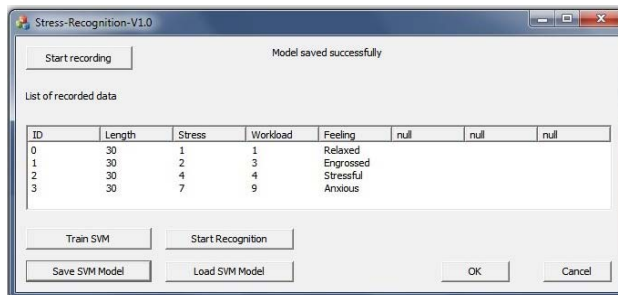 Stress-Recognition-V1.0
Start recording
Model saved successfully
List of recorded data
ID Length Stress Workload Feeling null null null
0 30 1 1 Relaxed
1 30 2 3 Engrossed
2 30 4 4 Stressful
3 30 7 9 Anxious
Train SVM Start Recognition
Save SVM Model Load SVM Model OK Cancel